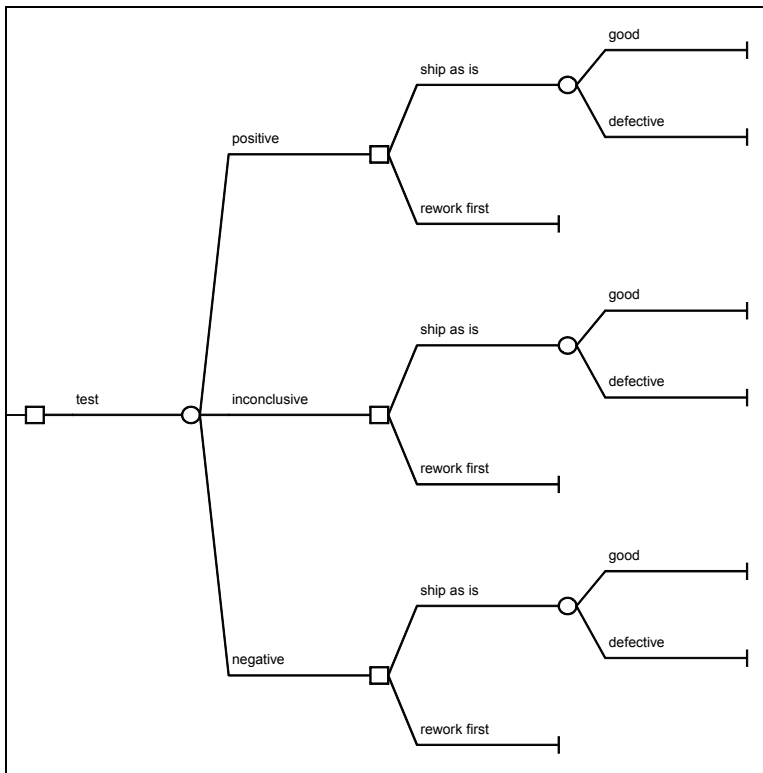 good
ship as is
defective
positive
rework first
good
ship as is
defective
test
inconclusive
rework first
good
ship as is
defective
negative
rework first